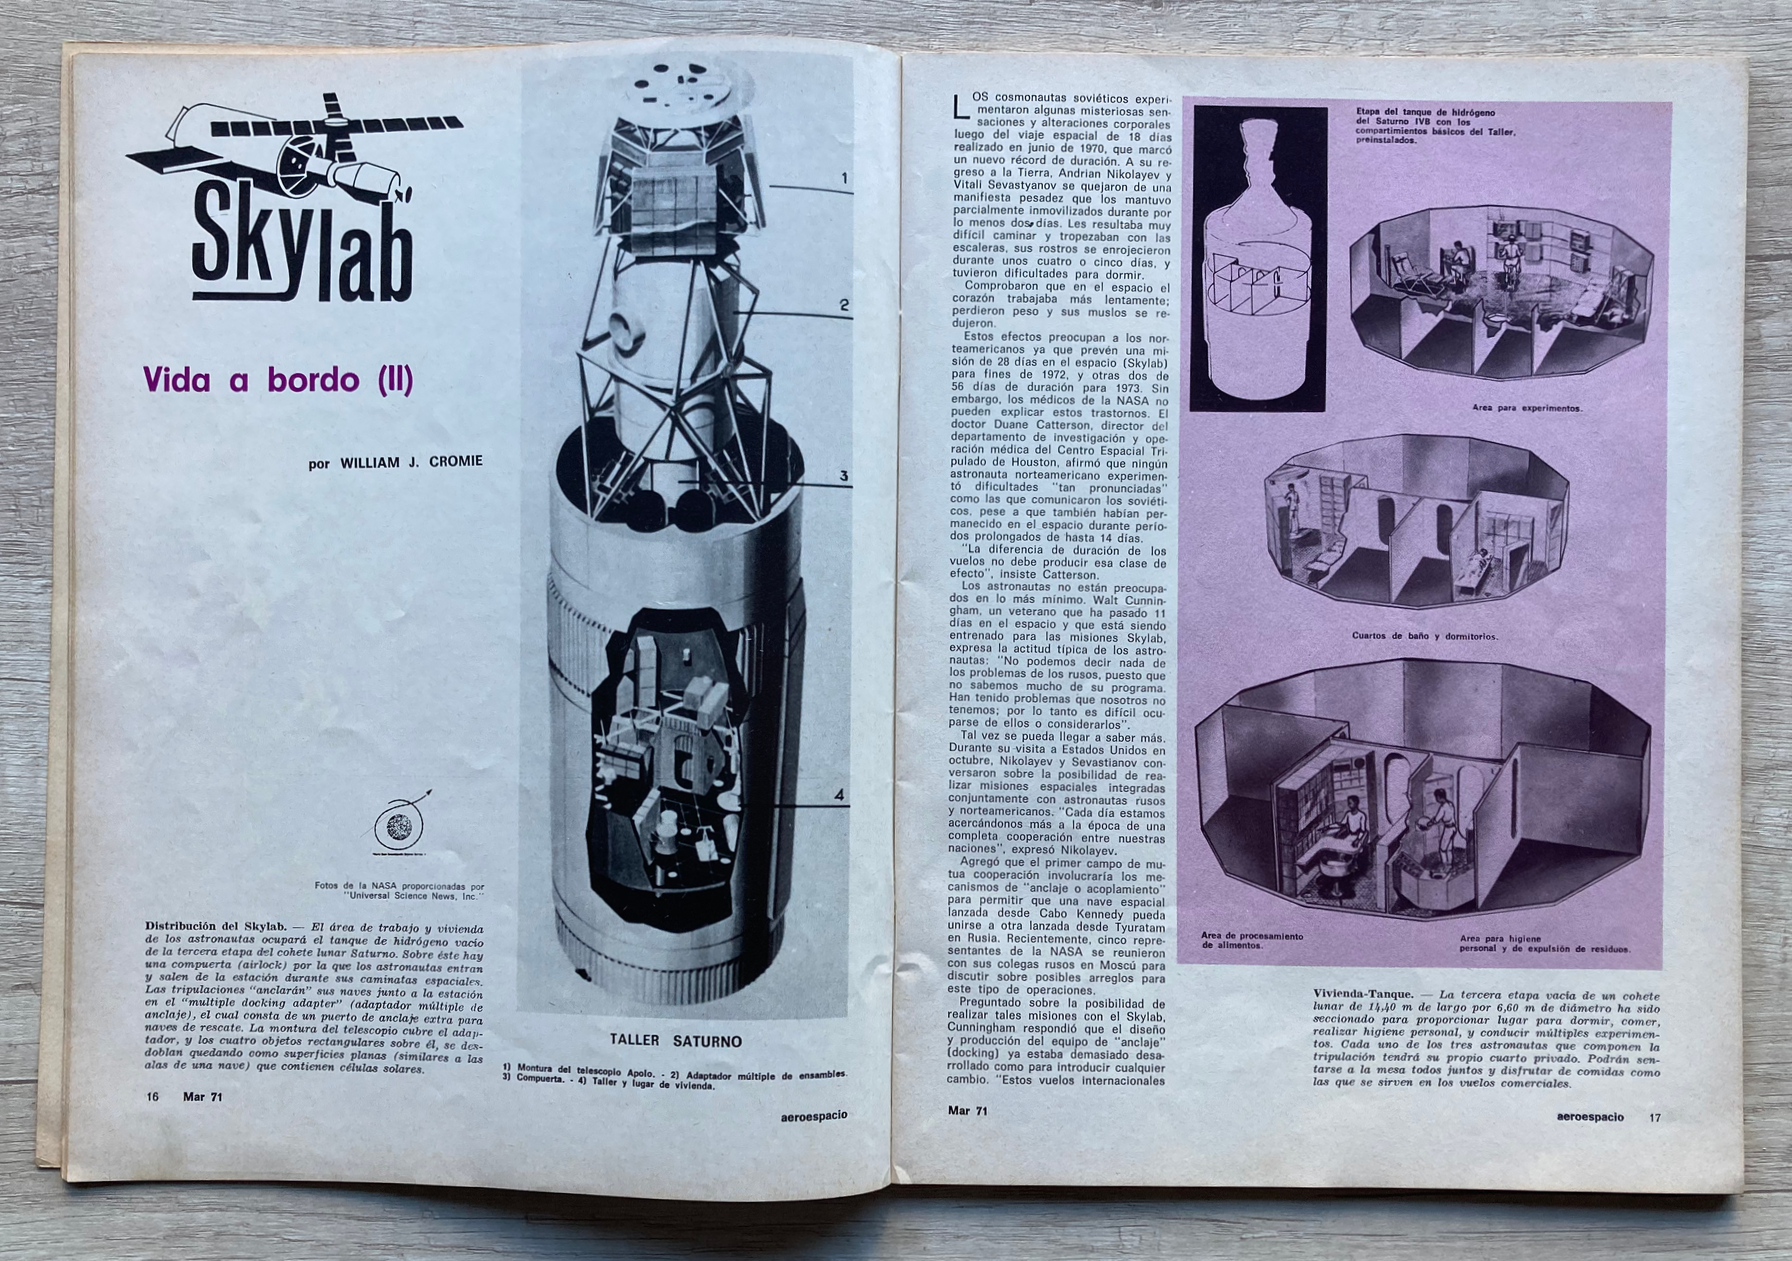 Skylab
Vida a bordo (II)
por WILLIAM J. CROMIE
Fotos de la NASA proporcionadas por
"Universal Science News, Inc."
Distribución del Skylab. — El área de trabajo y vivienda
de los astronautas ocupará el tanque de hidrógeno vacío
de la tercera etapa del cohete lunar Saturno. Sobre éste hay
una compuerta (airlock) por la que los astronautas entran
y salen de la estación durante sus caminatas espaciales.
Las tripulaciones "anclarán" sus naves junto a la estación
en el "multiple docking adapter" (adaptador múltiple de
anclaje), el cual consta de un puerto de anclaje extra para
naves de rescate. La montura del telescopio cubre el adap-
tador, y los cuatro objetos rectangulares sobre él, se des-
doblan quedando como superficies planas (similares a las
alas de una nave) que contienen células solares.
16 Mar 71
1
2
3
4
TALLER SATURNO
1) Montura del telescopio Apolo. - 2) Adaptador múltiple de ensambles.
3) Compuerta. - 4) Taller y lugar de vivienda.
aeroespacio
LOS cosmonautas soviéticos experi-
mentaron algunas misteriosas sen-
saciones y alteraciones corporales
luego del viaje espacial de 18 días
realizado en junio de 1970, que marcó
un nuevo récord de duración. A su re-
greso a la Tierra, Andrian Nikolayev y
Vitali Sevastyanov se quejaron de una
manifiesta pesadez que los mantuvo
parcialmente inmovilizados durante por
lo menos dos días. Les resultaba muy
difícil caminar y tropezaban con las
escaleras, sus rostros se enrojecieron
durante unos cuatro o cinco días, y
tuvieron dificultades para dormir.
Comprobaron que en el espacio el
corazón trabajaba más lentamente;
perdieron peso y sus muslos se re-
dujeron.
Estos efectos preocupan a los nor-
teamericanos ya que prevén una mi-
sión de 28 días en el espacio (Skylab)
para fines de 1972, y otras dos de
56 días de duración para 1973. Sin
embargo, los médicos de la NASA no
pueden explicar estos trastornos. El
doctor Duane Catterson, director del
departamento de investigación y ope-
ración médica del Centro Espacial Tri-
pulado de Houston, afirmó que ningún
astronauta norteamericano experimen-
tó dificultades "tan pronunciadas"
como las que comunicaron los soviéti-
cos, pese a que también habían per-
manecido en el espacio durante perío-
dos prolongados de hasta 14 días.
"La diferencia de duración de los
vuelos no debe producir esa clase de
efecto", insiste Catterson.
Los astronautas no están preocupa-
dos en lo más mínimo. Walt Cunnin-
gham, un veterano que ha pasado 11
días en el espacio y que está siendo
entrenado para las misiones Skylab,
expresa la actitud típica de los astro-
nautas: "No podemos decir nada de
los problemas de los rusos, puesto que
no sabemos mucho de su programa.
Han tenido problemas que nosotros no
tenemos; por lo tanto es difícil ocu-
parse de ellos o considerarlos".
Tal vez se pueda llegar a saber más.
Durante su visita a Estados Unidos en
octubre, Nikolayev y Sevastianov con-
versaron sobre la posibilidad de rea-
lizar misiones espaciales integradas
conjuntamente con astronautas rusos
y norteamericanos. "Cada día estamos
acercándonos más a la época de una
completa cooperación entre nuestras
naciones", expresó Nikolayev.
Agregó que el primer campo de mu-
tua cooperación involucraría los me-
canismos de "anclaje o acoplamiento"
para permitir que una nave espacial
lanzada desde Cabo Kennedy pueda
unirse a otra lanzada desde Tyuratam
en Rusia. Recientemente, cinco repre-
sentantes de la NASA se reunieron
con sus colegas rusos en Moscú para
discutir sobre posibles arreglos para
este tipo de operaciones.
Preguntado sobre la posibilidad de
realizar tales misiones con el Skylab,
Cunningham respondió que el diseño
y producción del equipo de "anclaje"
(docking) ya estaba demasiado desa-
rrollado como para introducir cualquier
cambio. "Estos vuelos internacionales
Mar 71
Etapa del tanque de hidrógeno
del Saturno IVB con los
compartimientos básicos del Taller,
preinstalados.
Area para experimentos.
Cuartos de baño y dormitorios.
Area de procesamiento
de alimentos.
Area para higiene
personal y de expulsión de residuos.
Vivienda-Tanque. — La tercera etapa vacía de un cohete
lunar de 14,40 m de largo por 6,60 m de diámetro ha sido
seccionado para proporcionar lugar para dormir, comer,
realizar higiene personal, y conducir múltiples experimen-
tos. Cada uno de los tres astronautas que componen la
tripulación tendrá su propio cuarto privado. Podrán sen-
tarse a la mesa todos juntos y disfrutar de comidas como
las que se sirven en los vuelos comerciales.
aeroespacio 17